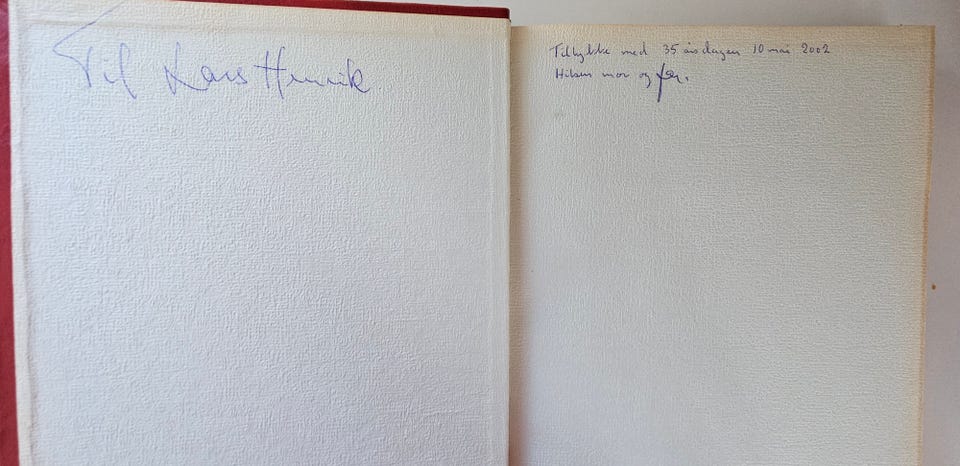 Til Lars Henrik
Tillykke med 35 årsdagen 10 mai 2002
Hilsen mor og far.